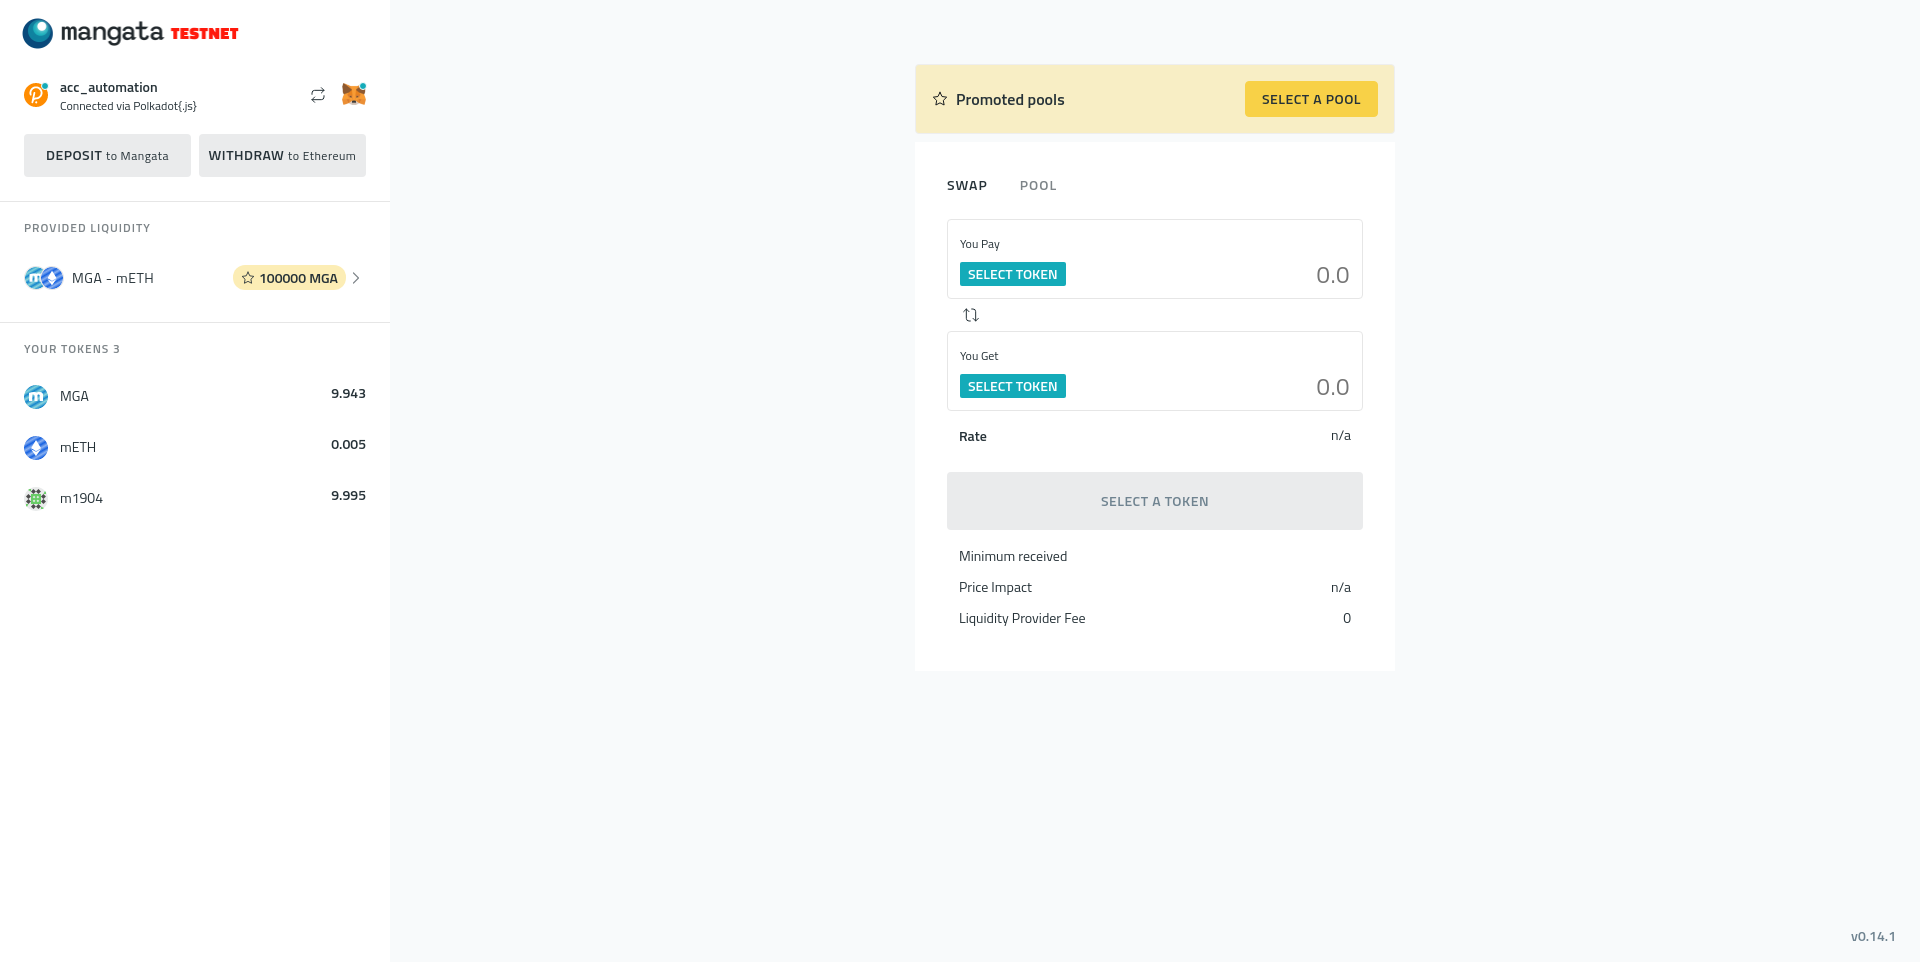 mangata TESTNET
acc_automation
Connected via Polkadot{.js}
DEPOSIT to Mangata
WITHDRAW to Ethereum
PROVIDED LIQUIDITY
MGA - mETH
100000 MGA
YOUR TOKENS 3
MGA
9.943
mETH
0.005
m1904
9.995
Promoted pools
SELECT A POOL
SWAP
POOL
You Pay
SELECT TOKEN
0.0
You Get
SELECT TOKEN
0.0
Rate
n/a
SELECT A TOKEN
Minimum received
Price Impact
n/a
Liquidity Provider Fee
0
v0.14.1